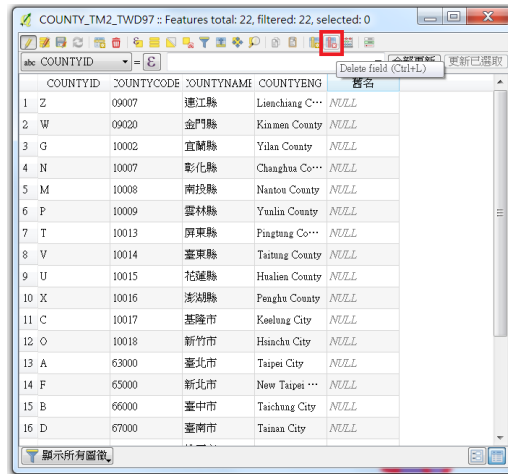 COUNTY_TM2_TWD97 :: Features total: 22, filtered: 22, selected: 0
abc COUNTYID = ε 更新已選取
Delete field (Ctrl+L)
COUNTYID COUNTYCODE COUNTYNAME COUNTYENG 舊名
1 Z 09007 連江縣 Lienchiang C… NULL
2 W 09020 金門縣 Kinmen County NULL
3 G 10002 宜蘭縣 Yilan County NULL
4 N 10007 彰化縣 Changhua Co… NULL
5 M 10008 南投縣 Nantou County NULL
6 P 10009 雲林縣 Yunlin County NULL
7 T 10013 屏東縣 Pingtung Co… NULL
8 V 10014 臺東縣 Taitung County NULL
9 U 10015 花蓮縣 Hualien County NULL
10 X 10016 澎湖縣 Penghu County NULL
11 C 10017 基隆市 Keelung City NULL
12 O 10018 新竹市 Hsinchu City NULL
13 A 63000 臺北市 Taipei City NULL
14 F 65000 新北市 New Taipei … NULL
15 B 66000 臺中市 Taichung City NULL
16 D 67000 臺南市 Tainan City NULL
顯示所有圖徵